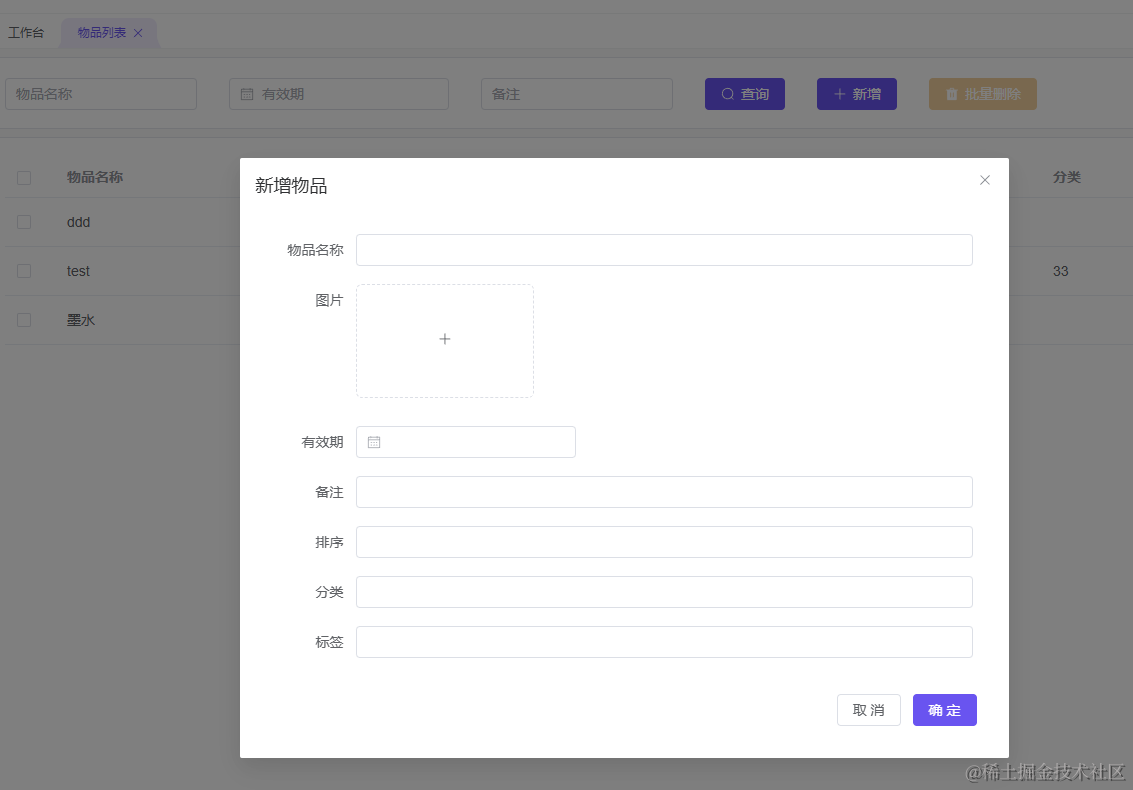 工作台 物品列表
物品名称 有效期 备注 查询 新增 批量删除
物品名称 分类
ddd
test 33
墨水
新增物品
物品名称
图片
有效期
备注
排序
分类
标签
取 消 确 定
@稀土掘金技术社区